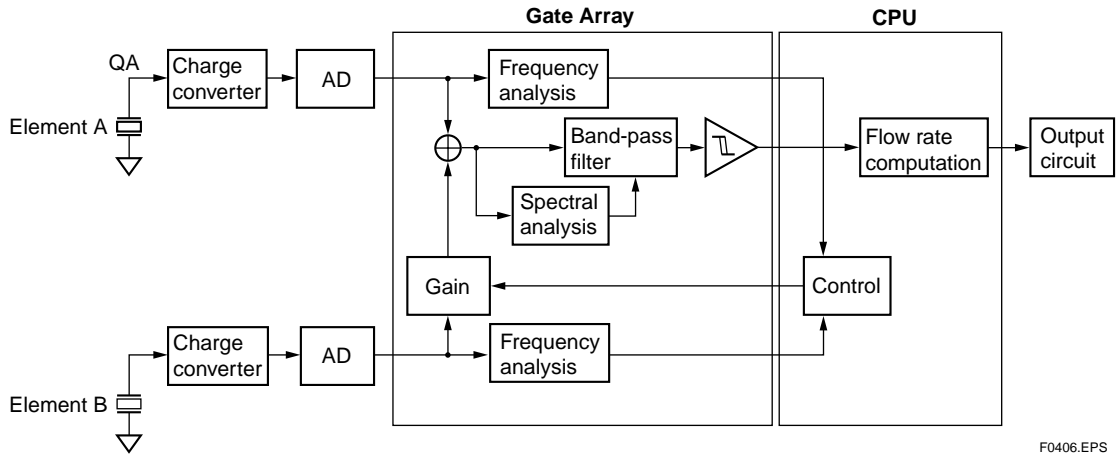 Gate Array
CPU
QA
Charge
converter
AD
Frequency
analysis
Element A
Band-pass
filter
Flow rate
computation
Output
circuit
Spectral
analysis
Gain
Control
Charge
converter
AD
Frequency
analysis
Element B
F0406.EPS